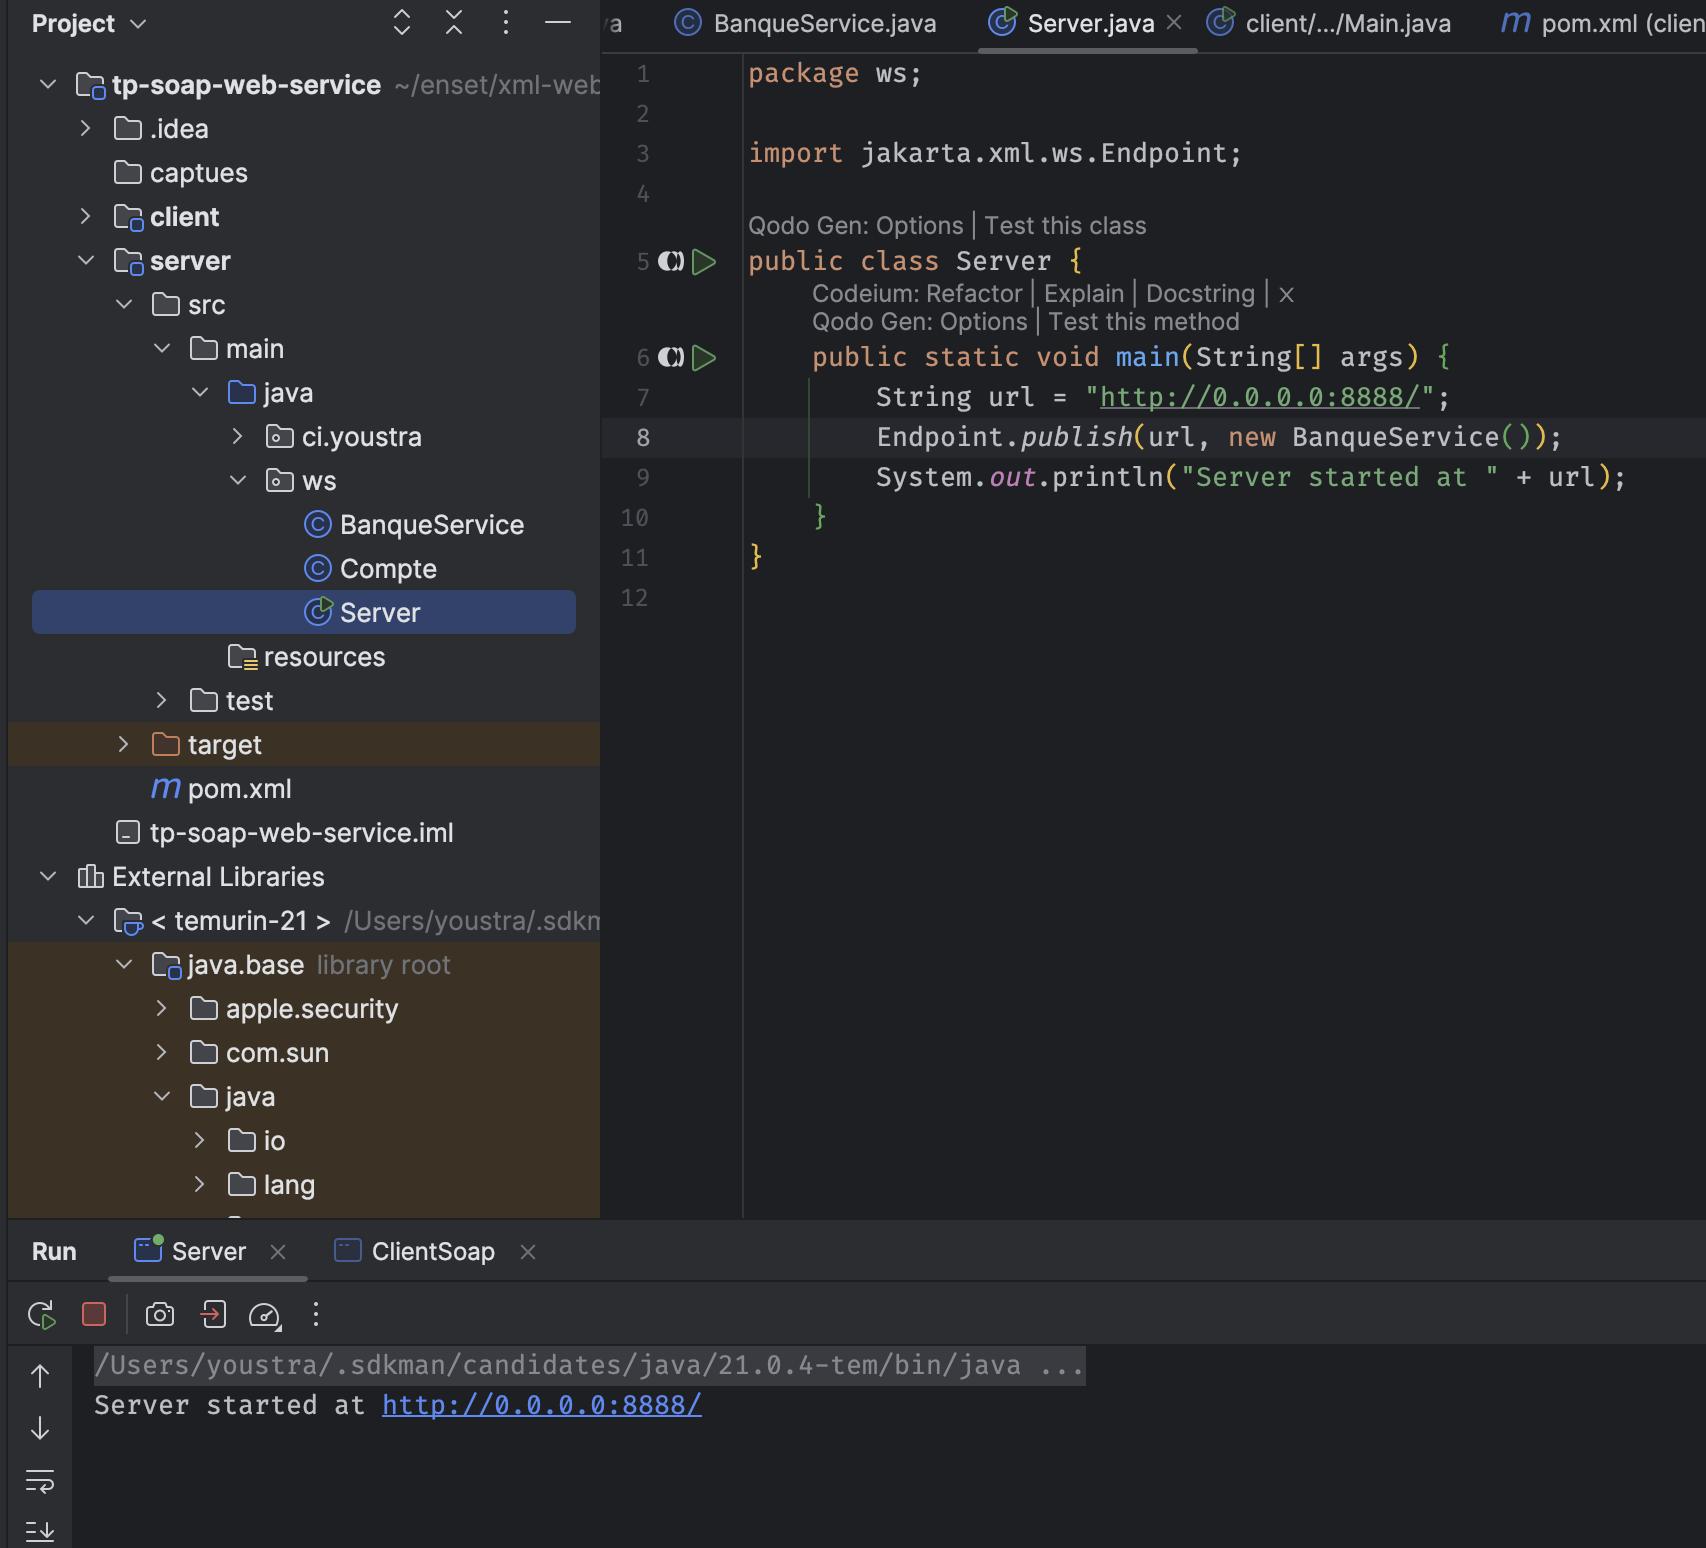 Project
tp-soap-web-service ~/enset/xml-web
.idea
captues
client
server
src
main
java
ci.youstra
ws
BanqueService
Compte
Server
resources
test
target
pom.xml
tp-soap-web-service.iml
External Libraries
< temurin-21 > /Users/youstra/.sdkm
java.base library root
apple.security
com.sun
java
io
lang
BanqueService.java Server.java client/.../Main.java pom.xml (clien
1 package ws;
2
3 import jakarta.xml.ws.Endpoint;
4
Qodo Gen: Options | Test this class
5 public class Server {
Codeium: Refactor | Explain | Docstring | ×
Qodo Gen: Options | Test this method
6 public static void main(String[] args) {
7 String url = "http://0.0.0.0:8888/";
8 Endpoint.publish(url, new BanqueService());
9 System.out.println("Server started at " + url);
10 }
11 }
12
Run Server ClientSoap
/Users/youstra/.sdkman/candidates/java/21.0.4-tem/bin/java ...
Server started at http://0.0.0.0:8888/